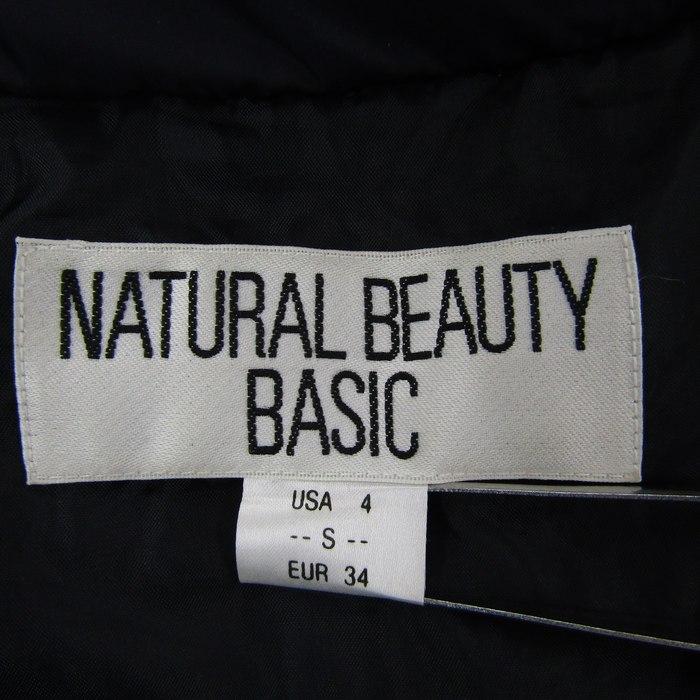 NATURAL BEAUTY
BASIC
USA 4
-- S --
EUR 34